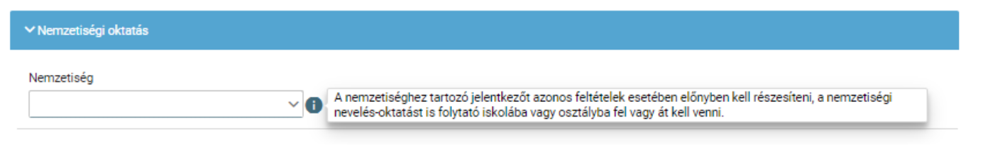 Nemzetiségi oktatás
Nemzetiség
A nemzetiséghez tartozó jelentkezőt azonos feltételek esetében előnyben kell részesíteni, a nemzetiségi
nevelés-oktatást is folytató iskolába vagy osztályba fel vagy át kell venni.